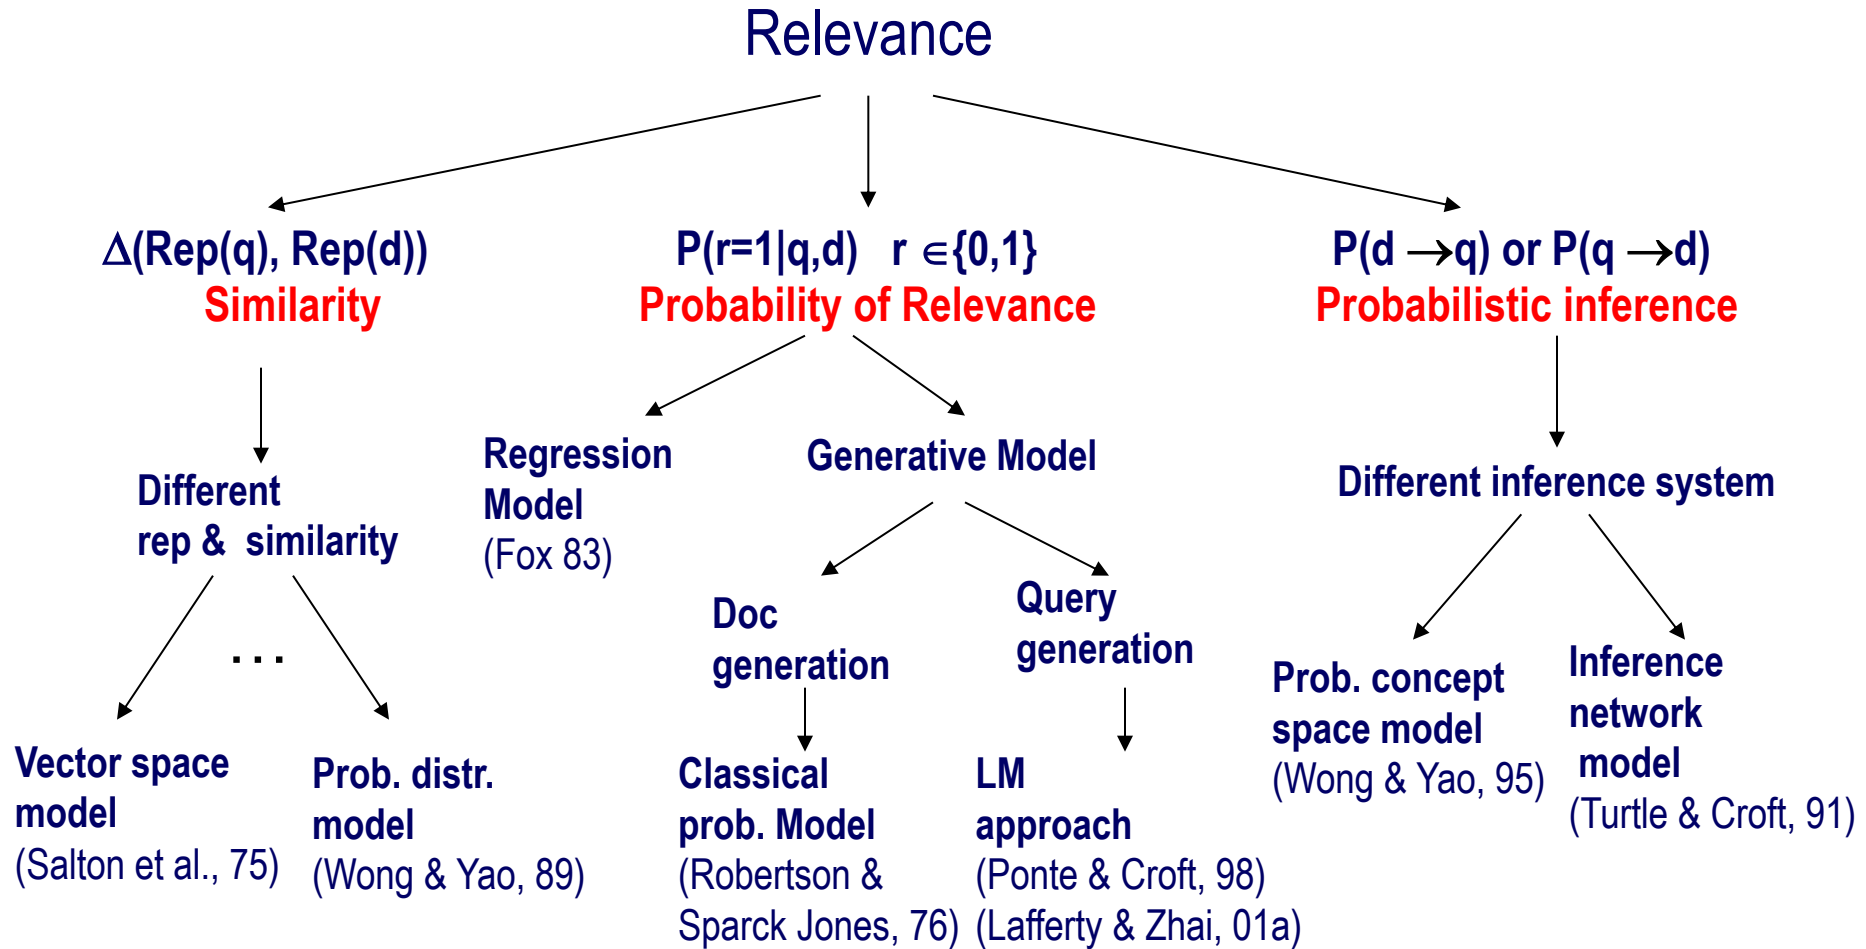 Relevance
Δ(Rep(q), Rep(d))
Similarity
P(r=1|q,d) r ∈{0,1}
Probability of Relevance
P(d →q) or P(q →d)
Probabilistic inference
Different
rep & similarity
Regression
Model
(Fox 83)
Generative Model
Different inference system
. . .
Doc
generation
Query
generation
Vector space
model
(Salton et al., 75)
Prob. distr.
model
(Wong & Yao, 89)
Classical
prob. Model
(Robertson &
Sparck Jones, 76)
LM
approach
(Ponte & Croft, 98)
(Lafferty & Zhai, 01a)
Prob. concept
space model
(Wong & Yao, 95)
Inference
network
model
(Turtle & Croft, 91)